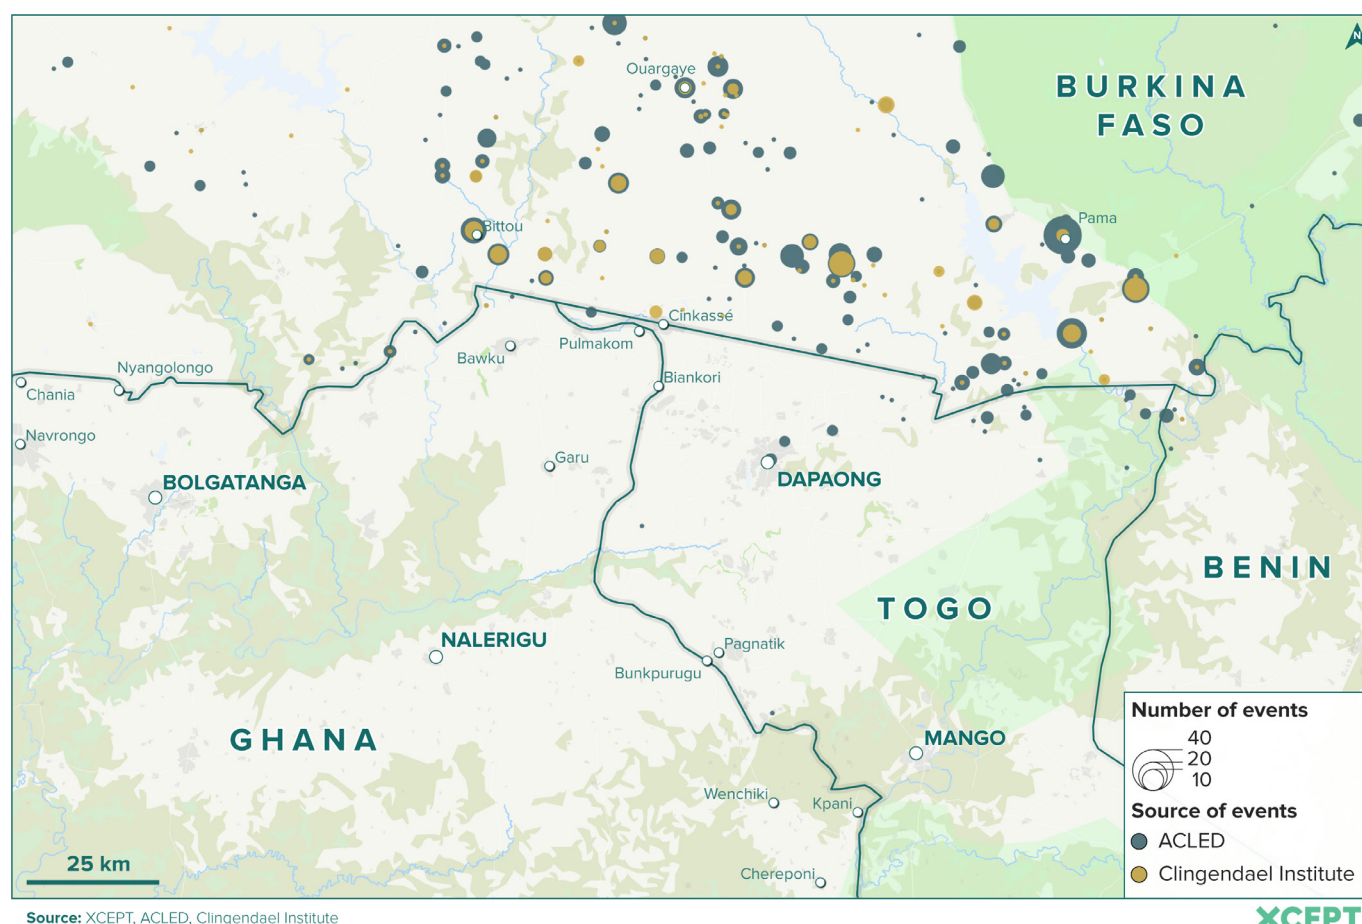 N
BURKINA
FASO
Ouargaye
Bittou
Pama
Cinkassé
Pulmakom
Bawku
Nyangolongo
Chania
Biankori
Navrongo
Garu
BOLGATANGA
DAPAONG
BENIN
TOGO
NALERIGU
Pagnatik
Bunkpurugu
GHANA
MANGO
Wenchiki
Kpani
Chereponi
25 km
Number of events
40
20
10
Source of events
ACLED
Clingendael Institute
Source: XCEPT, ACLED, Clingendael Institute
XCEPT